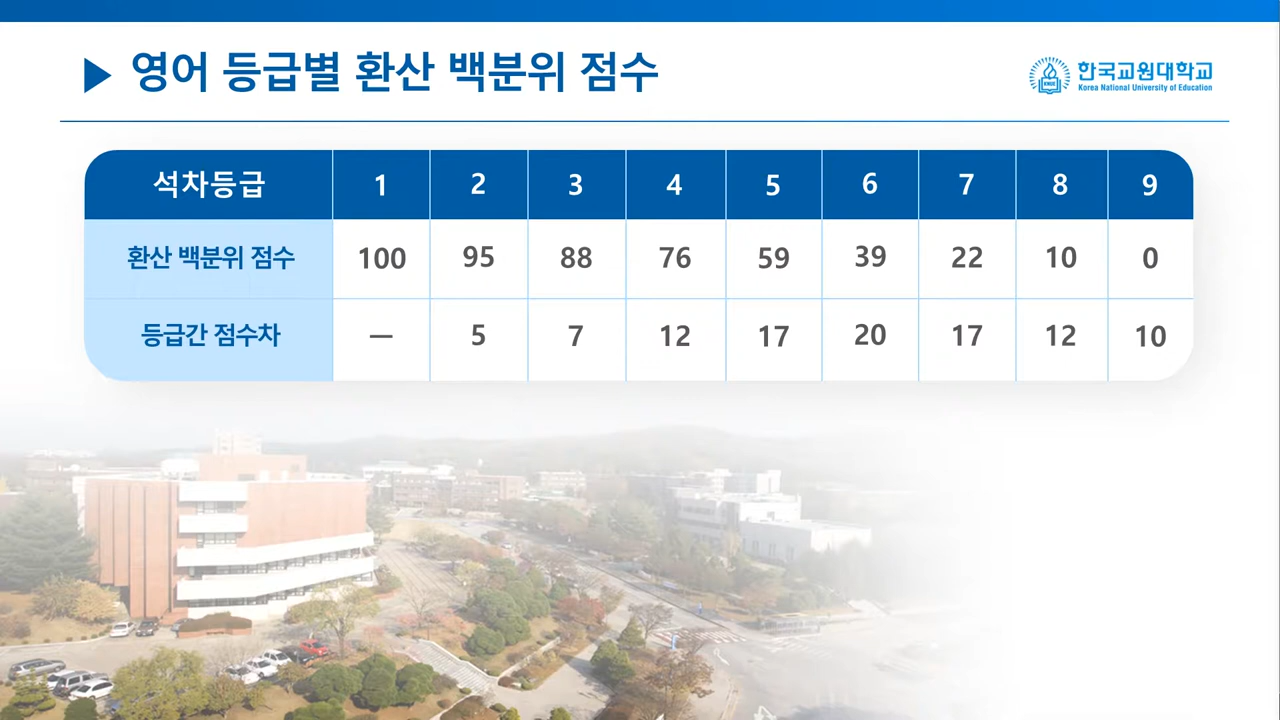 ▶ 영어 등급별 환산 백분위 점수
한국교원대학교
Korea National University of Education
석차등급 1 2 3 4 5 6 7 8 9
환산 백분위 점수 100 95 88 76 59 39 22 10 0
등급간 점수차 — 5 7 12 17 20 17 12 10